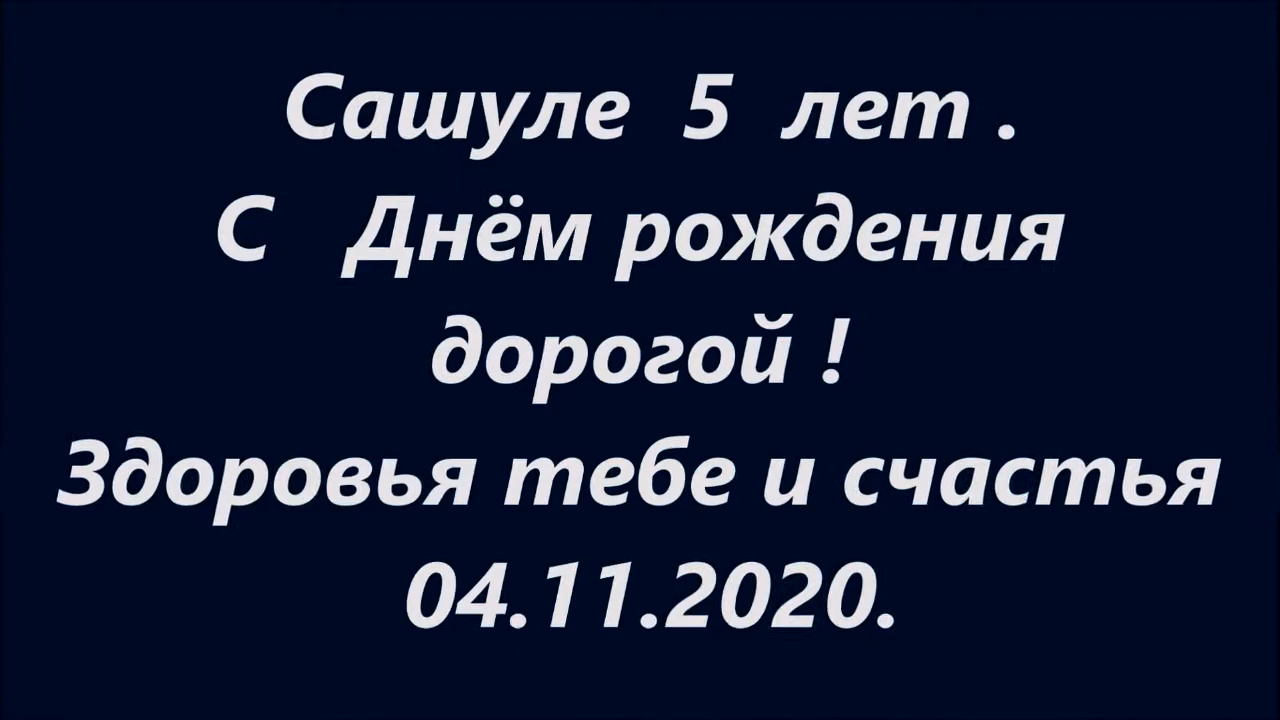 Сашуле 5 лет .
С Днём рождения
дорогой !
Здоровья тебе и счастья
04.11.2020.